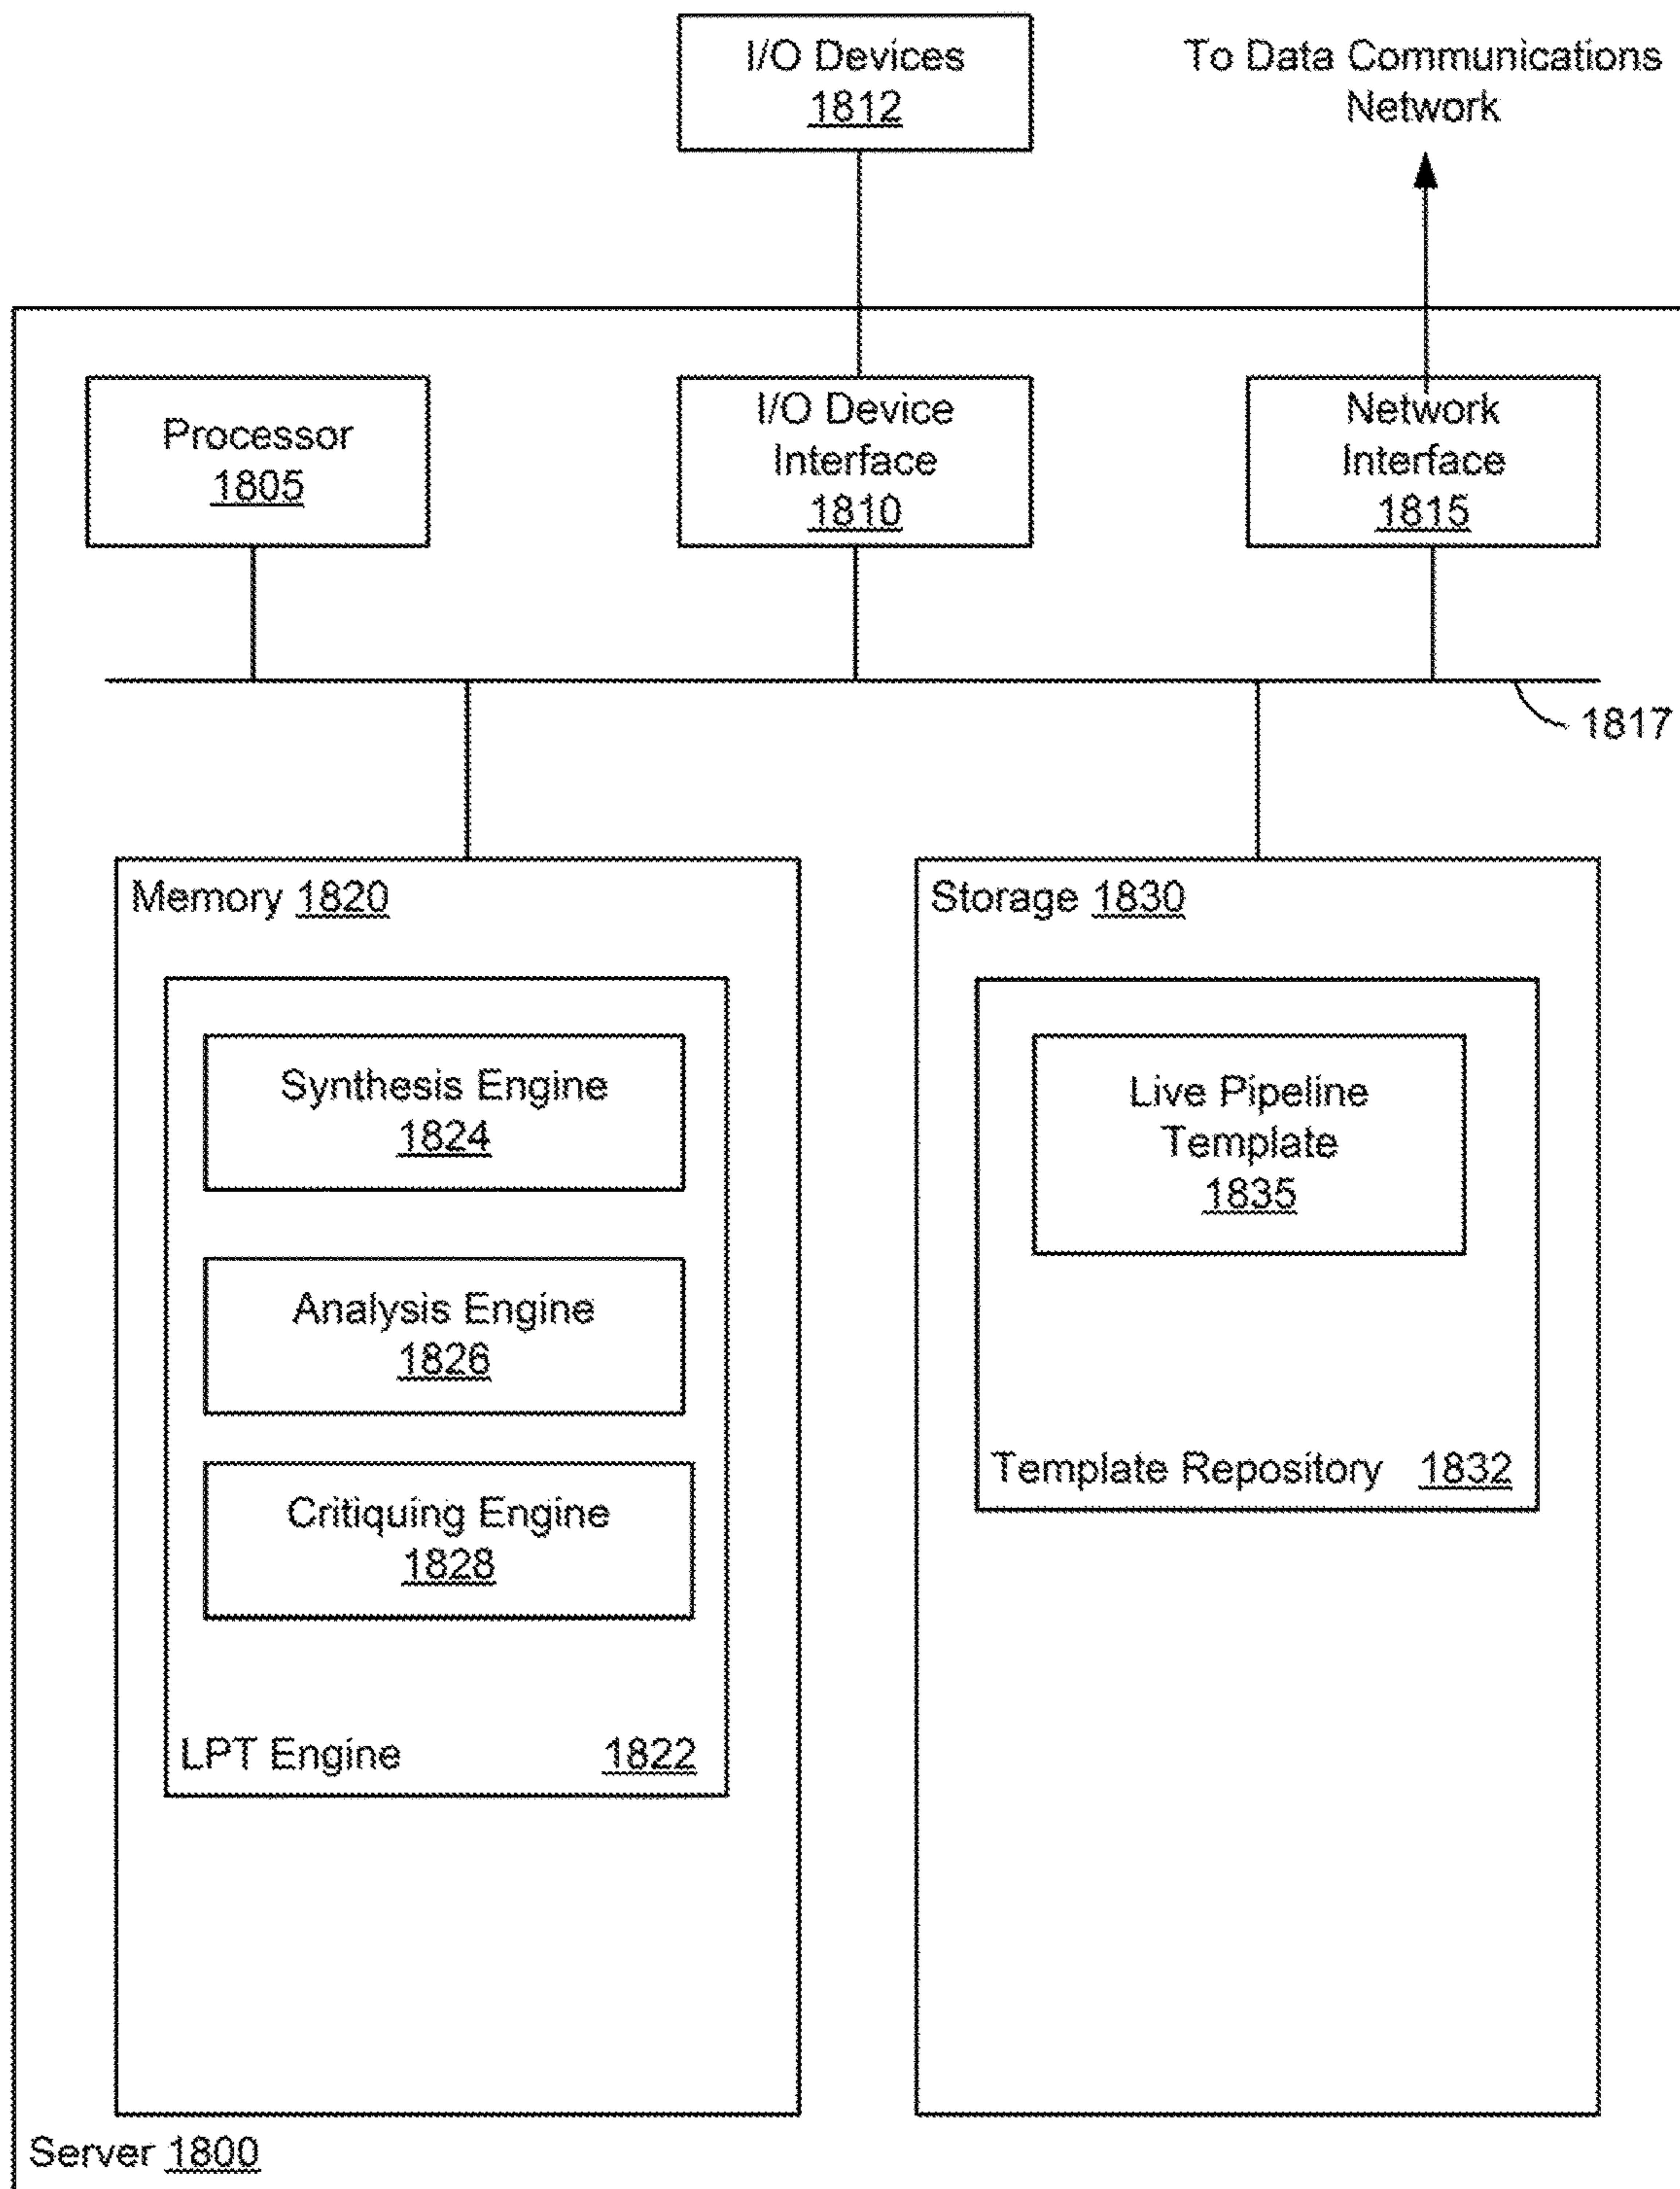 I/O Devices
1812
To Data Communications
Network
Processor
1805
I/O Device
Interface
1810
Network
Interface
1815
1817
Memory 1820
Synthesis Engine
1824
Analysis Engine
1826
Critiquing Engine
1828
LPT Engine 1822
Storage 1830
Live Pipeline
Template
1835
Template Repository 1832
Server 1800